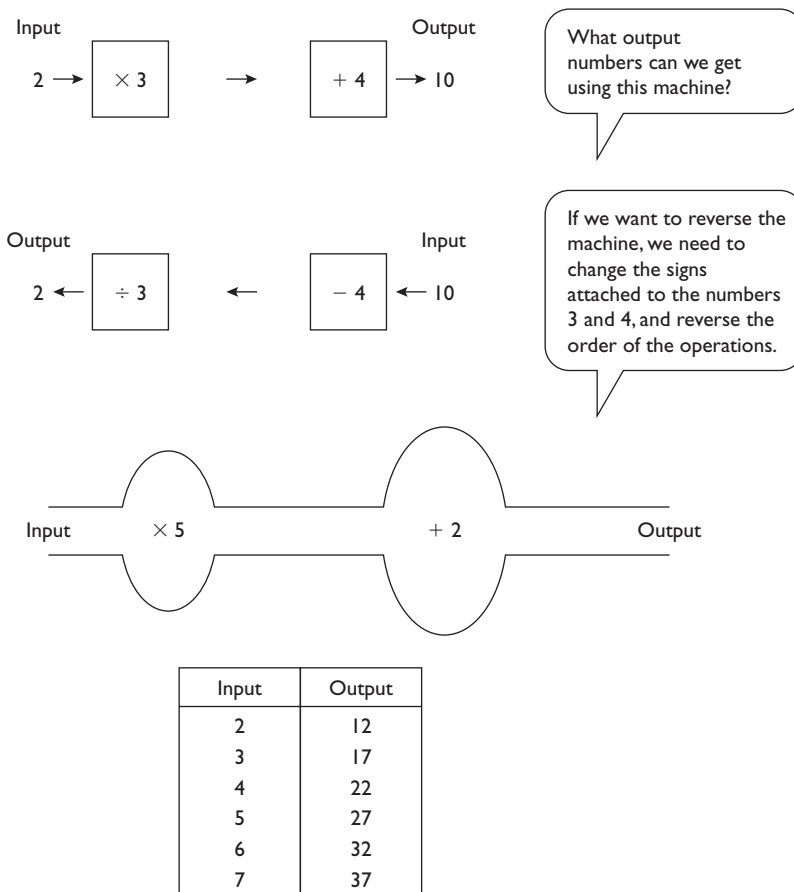 Input
Output
2
× 3
+ 4
10
What output
numbers can we get
using this machine?
Output
Input
2
÷ 3
− 4
10
If we want to reverse the
machine, we need to
change the signs
attached to the numbers
3 and 4, and reverse the
order of the operations.
Input
× 5
+ 2
Output
Input Output
2 12
3 17
4 22
5 27
6 32
7 37